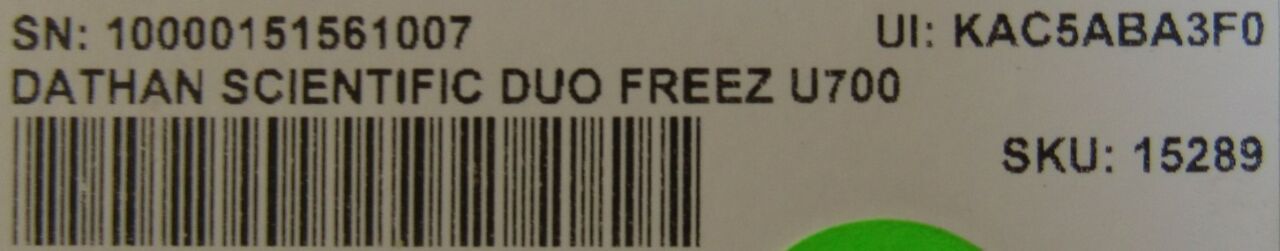 SN: 10000151561007
UI: KAC5ABA3F0
DATHAN SCIENTIFIC DUO FREEZ U700
SKU: 15289